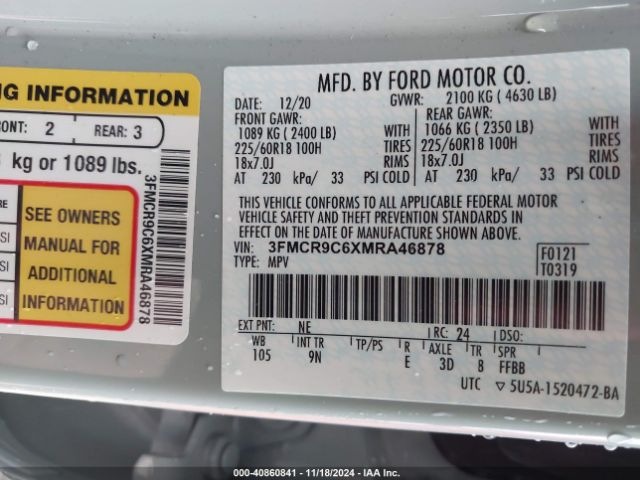 NG INFORMATION
RONT: 2 REAR: 3
kg or 1089 lbs.
RE
SI
SI
SI
SEE OWNERS
MANUAL FOR
ADDITIONAL
INFORMATION
3FMCR9C6XMRA46878
MFD. BY FORD MOTOR CO.
DATE: 12/20 GVWR: 2100 KG ( 4630 LB)
FRONT GAWR: REAR GAWR:
1089 KG ( 2400 LB) WITH 1066 KG ( 2350 LB) WITH
225/60R18 100H TIRES 225/60R18 100H TIRES
18x7.0J RIMS 18x7.0J RIMS
AT 230 kPa/ 33 PSI COLD AT 230 kPa/ 33 PSI COLD
THIS VEHICLE CONFORMS TO ALL APPLICABLE FEDERAL MOTOR
VEHICLE SAFETY AND THEFT PREVENTION STANDARDS IN
EFFECT ON THE DATE OF MANUFACTURE SHOWN ABOVE.
VIN: 3FMCR9C6XMRA46878 F0121
TYPE: MPV T0319
EXT PNT: NE RC: 24 DSO:
WB INT TR TP/PS R AXLE TR SPR
105 9N E 3D 8 FFBB
UTC ▽ 5U5A-1520472-BA
000-40860841 | 11/18/2024 - IAA Inc.